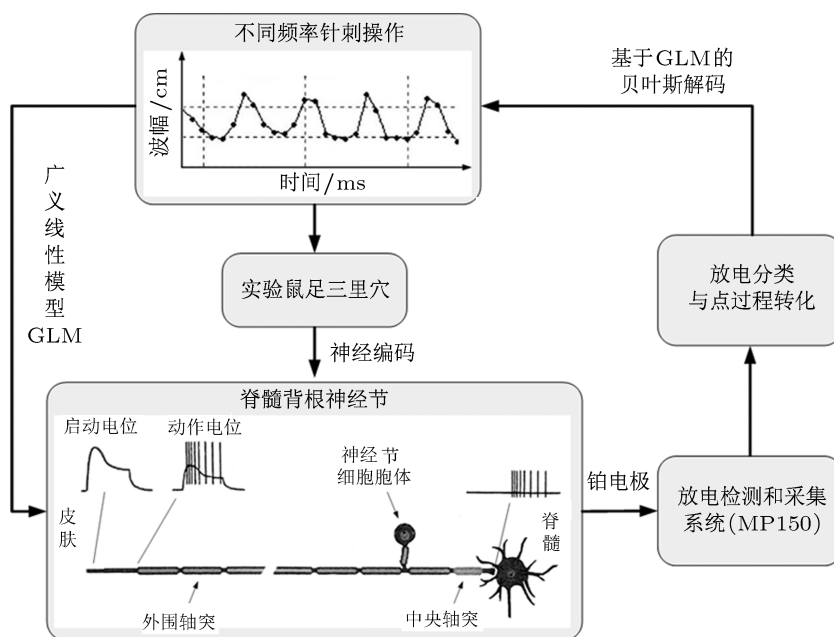 不同频率针刺操作
波幅/cm
时间/ms
基于GLM的
贝叶斯解码
广义线性模型
GLM
实验鼠足三里穴
神经编码
放电分类
与点过程转化
脊髓背根神经节
启动电位
动作电位
神经节
细胞胞体
皮肤
脊髓
外围轴突
中央轴突
铂电极
放电检测和采集
系统(MP150)